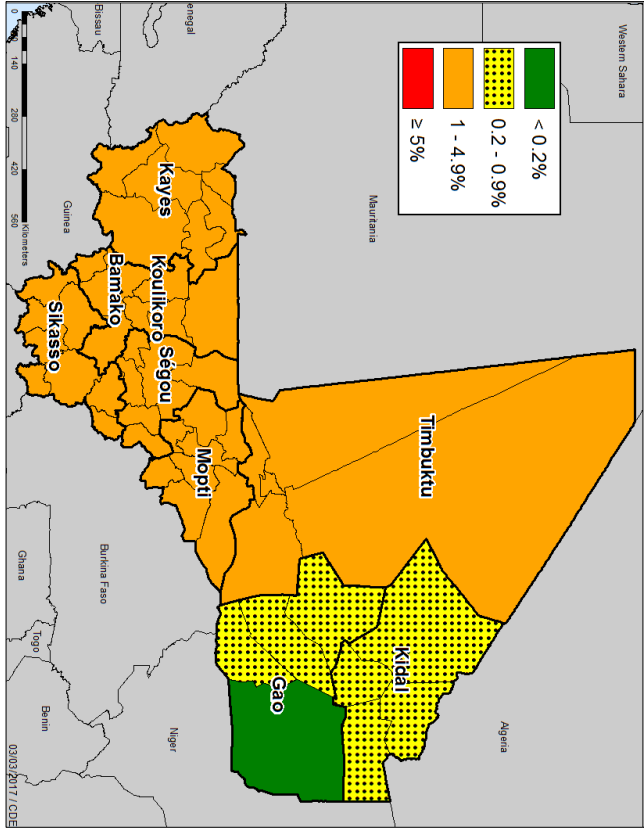 Western Sahara
< 0.2%
0.2 - 0.9%
1 - 4.9%
≥ 5%
Algeria
Timbuktu
Kidal
Mauritania
Gao
Mopti
enegal
Kayes
Ségou
Niger
Koulikoro
Bamako
Burkina Faso
Bissau
Guinea
Sikasso
Benin
Togo
Ghana
Kilometers
0 140 280 420 560
03/03/2017 / CDE